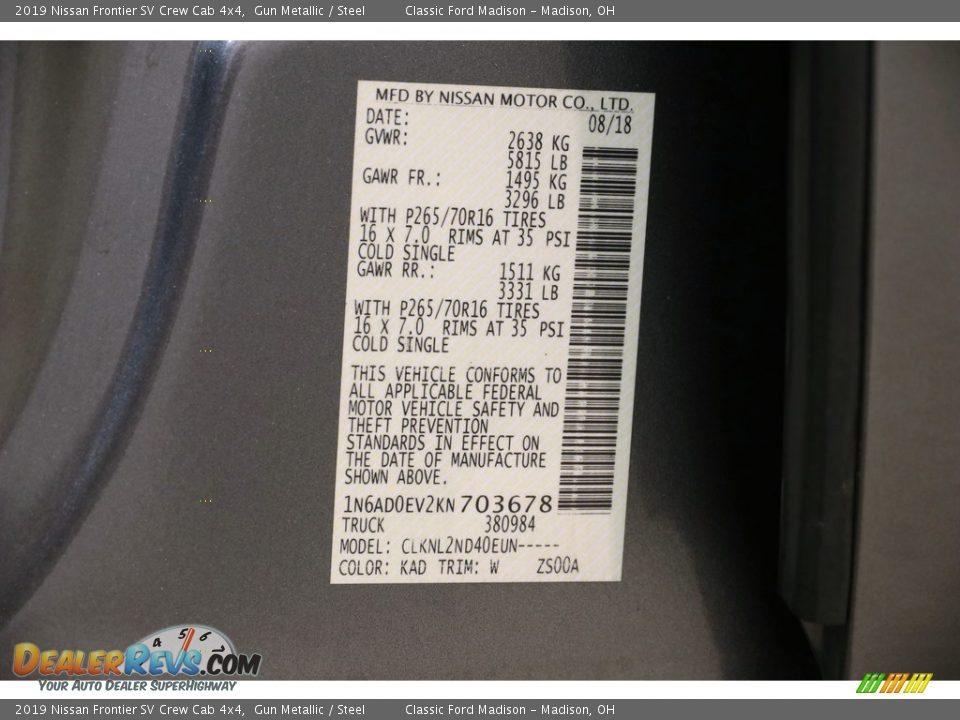 2019 Nissan Frontier SV Crew Cab 4x4, Gun Metallic / Steel Classic Ford Madison - Madison, OH
MFD BY NISSAN MOTOR CO., LTD.
DATE: 08/18
GVWR: 2638 KG
5815 LB
GAWR FR.: 1495 KG
3296 LB
WITH P265/70R16 TIRES
16 X 7.0 RIMS AT 35 PSI
COLD SINGLE
GAWR RR.: 1511 KG
3331 LB
WITH P265/70R16 TIRES
16 X 7.0 RIMS AT 35 PSI
COLD SINGLE
THIS VEHICLE CONFORMS TO
ALL APPLICABLE FEDERAL
MOTOR VEHICLE SAFETY AND
THEFT PREVENTION
STANDARDS IN EFFECT ON
THE DATE OF MANUFACTURE
SHOWN ABOVE.
1N6AD0EV2KN703678
TRUCK 380984
MODEL: CLKNL2ND40EUN-----
COLOR: KAD TRIM: W ZS00A
4 5 6
DEALERREVS.COM
YOUR AUTO DEALER SUPERHIGHWAY
2019 Nissan Frontier SV Crew Cab 4x4, Gun Metallic / Steel Classic Ford Madison - Madison, OH